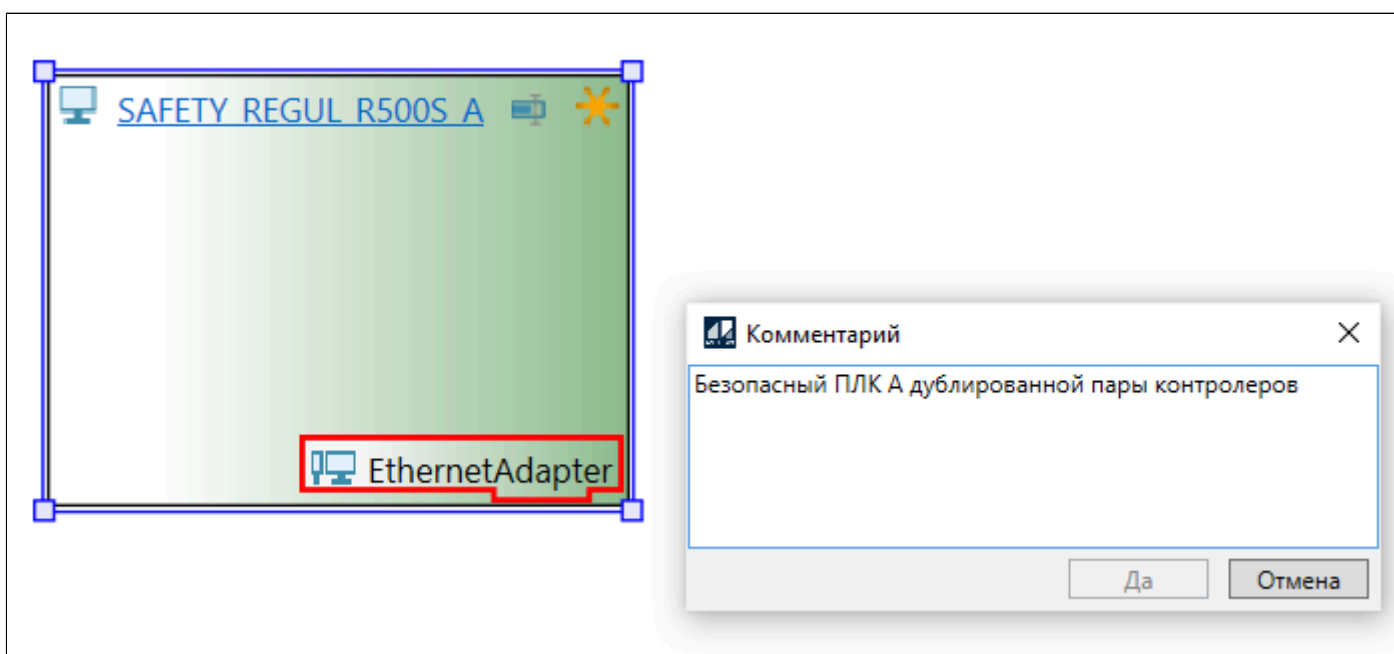 SAFETY_REGUL_R500S_A
EthernetAdapter
Комментарий
Безопасный ПЛК А дублированной пары контролеров
Да
Отмена